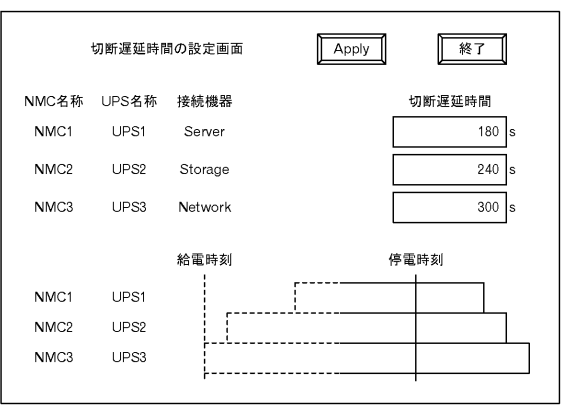 切断遅延時間の設定画面 Apply 終了
NMC名称 UPS名称 接続機器 切断遅延時間
NMC1 UPS1 Server 180 s
NMC2 UPS2 Storage 240 s
NMC3 UPS3 Network 300 s
給電時刻 停電時刻
NMC1 UPS1
NMC2 UPS2
NMC3 UPS3